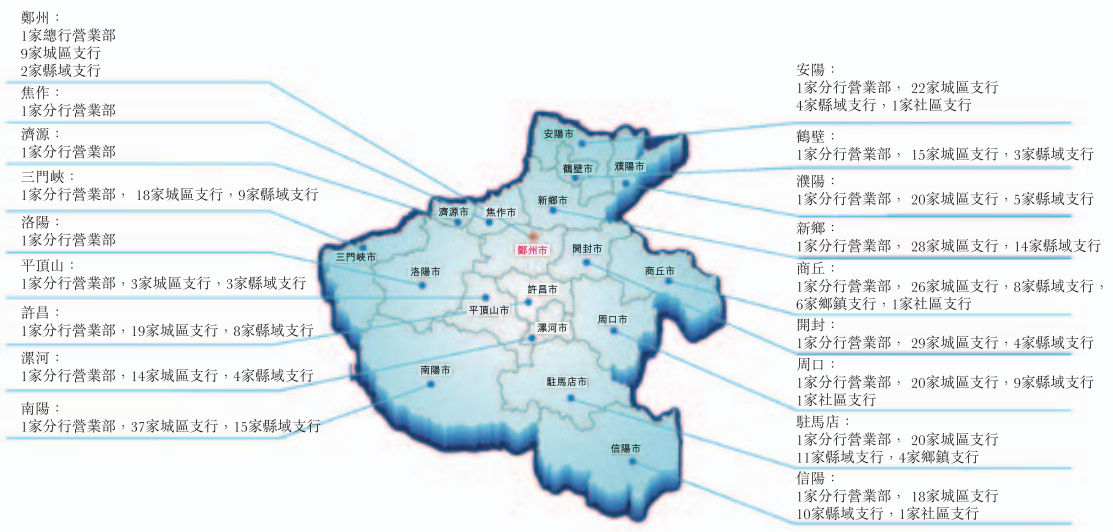 鄭州：
1家總行營業部
9家城區支行
2家縣域支行
焦作：
1家分行營業部
濟源：
1家分行營業部
三門峽：
1家分行營業部， 18家城區支行，9家縣域支行
洛陽：
1家分行營業部
平頂山：
1家分行營業部，3家城區支行，3家縣域支行
許昌：
1家分行營業部，19家城區支行，8家縣域支行
漯河：
1家分行營業部，14家城區支行，4家縣域支行
南陽：
1家分行營業部，37家城區支行，15家縣域支行
安陽市
鶴壁市
濮陽市
新鄉市
濟源市
焦作市
鄭州市
開封市
三門峽市
洛陽市
商丘市
許昌市
平頂山市
周口市
漯河市
南陽市
駐馬店市
信陽市
安陽：
1家分行營業部， 22家城區支行
4家縣域支行，1家社區支行
鶴壁：
1家分行營業部， 15家城區支行，3家縣域支行
濮陽：
1家分行營業部， 20家城區支行，5家縣域支行
新鄉：
1家分行營業部， 28家城區支行，14家縣域支行
商丘：
1家分行營業部， 26家城區支行，8家縣域支行，
6家鄉鎮支行，1家社區支行
開封：
1家分行營業部， 29家城區支行，4家縣域支行
周口：
1家分行營業部， 20家城區支行，9家縣域支行
1家社區支行
駐馬店：
1家分行營業部， 20家城區支行
11家縣域支行，4家鄉鎮支行
信陽：
1家分行營業部， 18家城區支行
10家縣域支行，1家社區支行